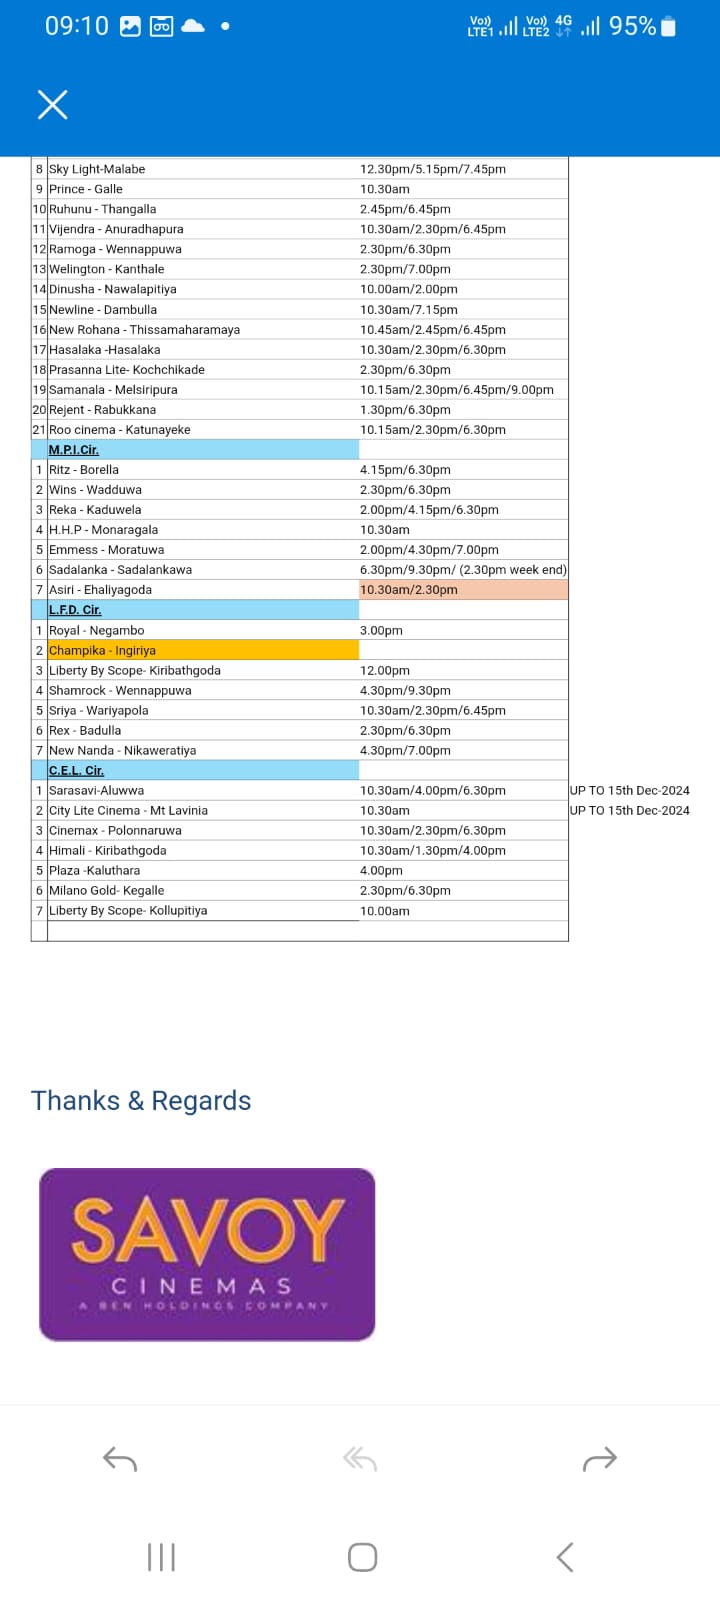 09:10 Vo)) LTE1 Vo)) LTE2 4G 95%
8 Sky Light-Malabe 12.30pm/5.15pm/7.45pm
9 Prince - Galle 10.30am
10 Ruhunu - Thangalla 2.45pm/6.45pm
11 Vijendra - Anuradhapura 10.30am/2.30pm/6.45pm
12 Ramoga - Wennappuwa 2.30pm/6.30pm
13 Welington - Kanthale 2.30pm/7.00pm
14 Dinusha - Nawalapitiya 10.00am/2.00pm
15 Newline - Dambulla 10.30am/7.15pm
16 New Rohana - Thissamaharamaya 10.45am/2.45pm/6.45pm
17 Hasalaka -Hasalaka 10.30am/2.30pm/6.30pm
18 Prasanna Lite- Kochchikade 2.30pm/6.30pm
19 Samanala - Melsiripura 10.15am/2.30pm/6.45pm/9.00pm
20 Rejent - Rabukkana 1.30pm/6.30pm
21 Roo cinema - Katunayeke 10.15am/2.30pm/6.30pm
M.P.I.Cir.
1 Ritz - Borella 4.15pm/6.30pm
2 Wins - Wadduwa 2.30pm/6.30pm
3 Reka - Kaduwela 2.00pm/4.15pm/6.30pm
4 H.H.P - Monaragala 10.30am
5 Emmess - Moratuwa 2.00pm/4.30pm/7.00pm
6 Sadalanka - Sadalankawa 6.30pm/9.30pm/ (2.30pm week end)
7 Asiri - Ehaliyagoda 10.30am/2.30pm
L.F.D. Cir.
1 Royal - Negambo 3.00pm
2 Champika - Ingiriya
3 Liberty By Scope- Kiribathgoda 12.00pm
4 Shamrock - Wennappuwa 4.30pm/9.30pm
5 Sriya - Wariyapola 10.30am/2.30pm/6.45pm
6 Rex - Badulla 2.30pm/6.30pm
7 New Nanda - Nikaweratiya 4.30pm/7.00pm
C.E.L. Cir.
1 Sarasavi-Aluwwa 10.30am/4.00pm/6.30pm UP TO 15th Dec-2024
2 City Lite Cinema - Mt Lavinia 10.30am UP TO 15th Dec-2024
3 Cinemax - Polonnaruwa 10.30am/2.30pm/6.30pm
4 Himali - Kiribathgoda 10.30am/1.30pm/4.00pm
5 Plaza -Kaluthara 4.00pm
6 Milano Gold- Kegalle 2.30pm/6.30pm
7 Liberty By Scope- Kollupitiya 10.00am
Thanks & Regards
SAVOY
CINEMAS
A BEN HOLDINGS COMPANY